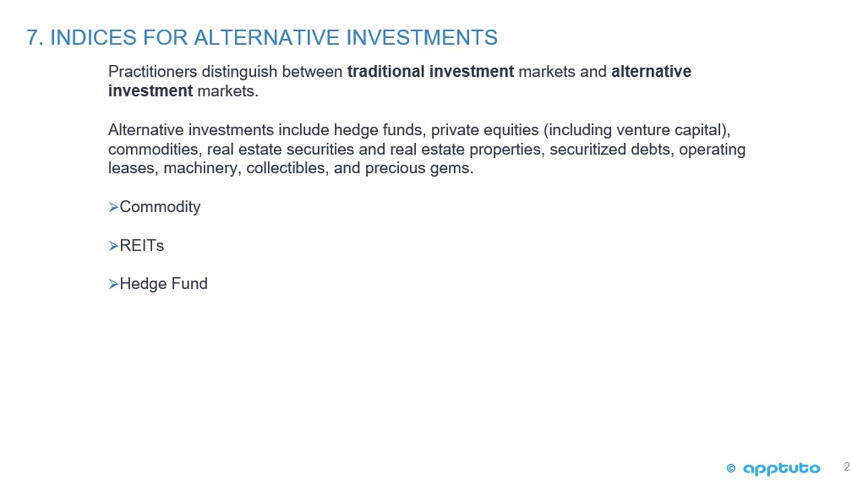 7. INDICES FOR ALTERNATIVE INVESTMENTS
Practitioners distinguish between traditional investment markets and alternative
investment markets.
Alternative investments include hedge funds, private equities (including venture capital),
commodities, real estate securities and real estate properties, securitized debts, operating
leases, machinery, collectibles, and precious gems.
➢Commodity
➢REITs
➢Hedge Fund
© apptuto 2